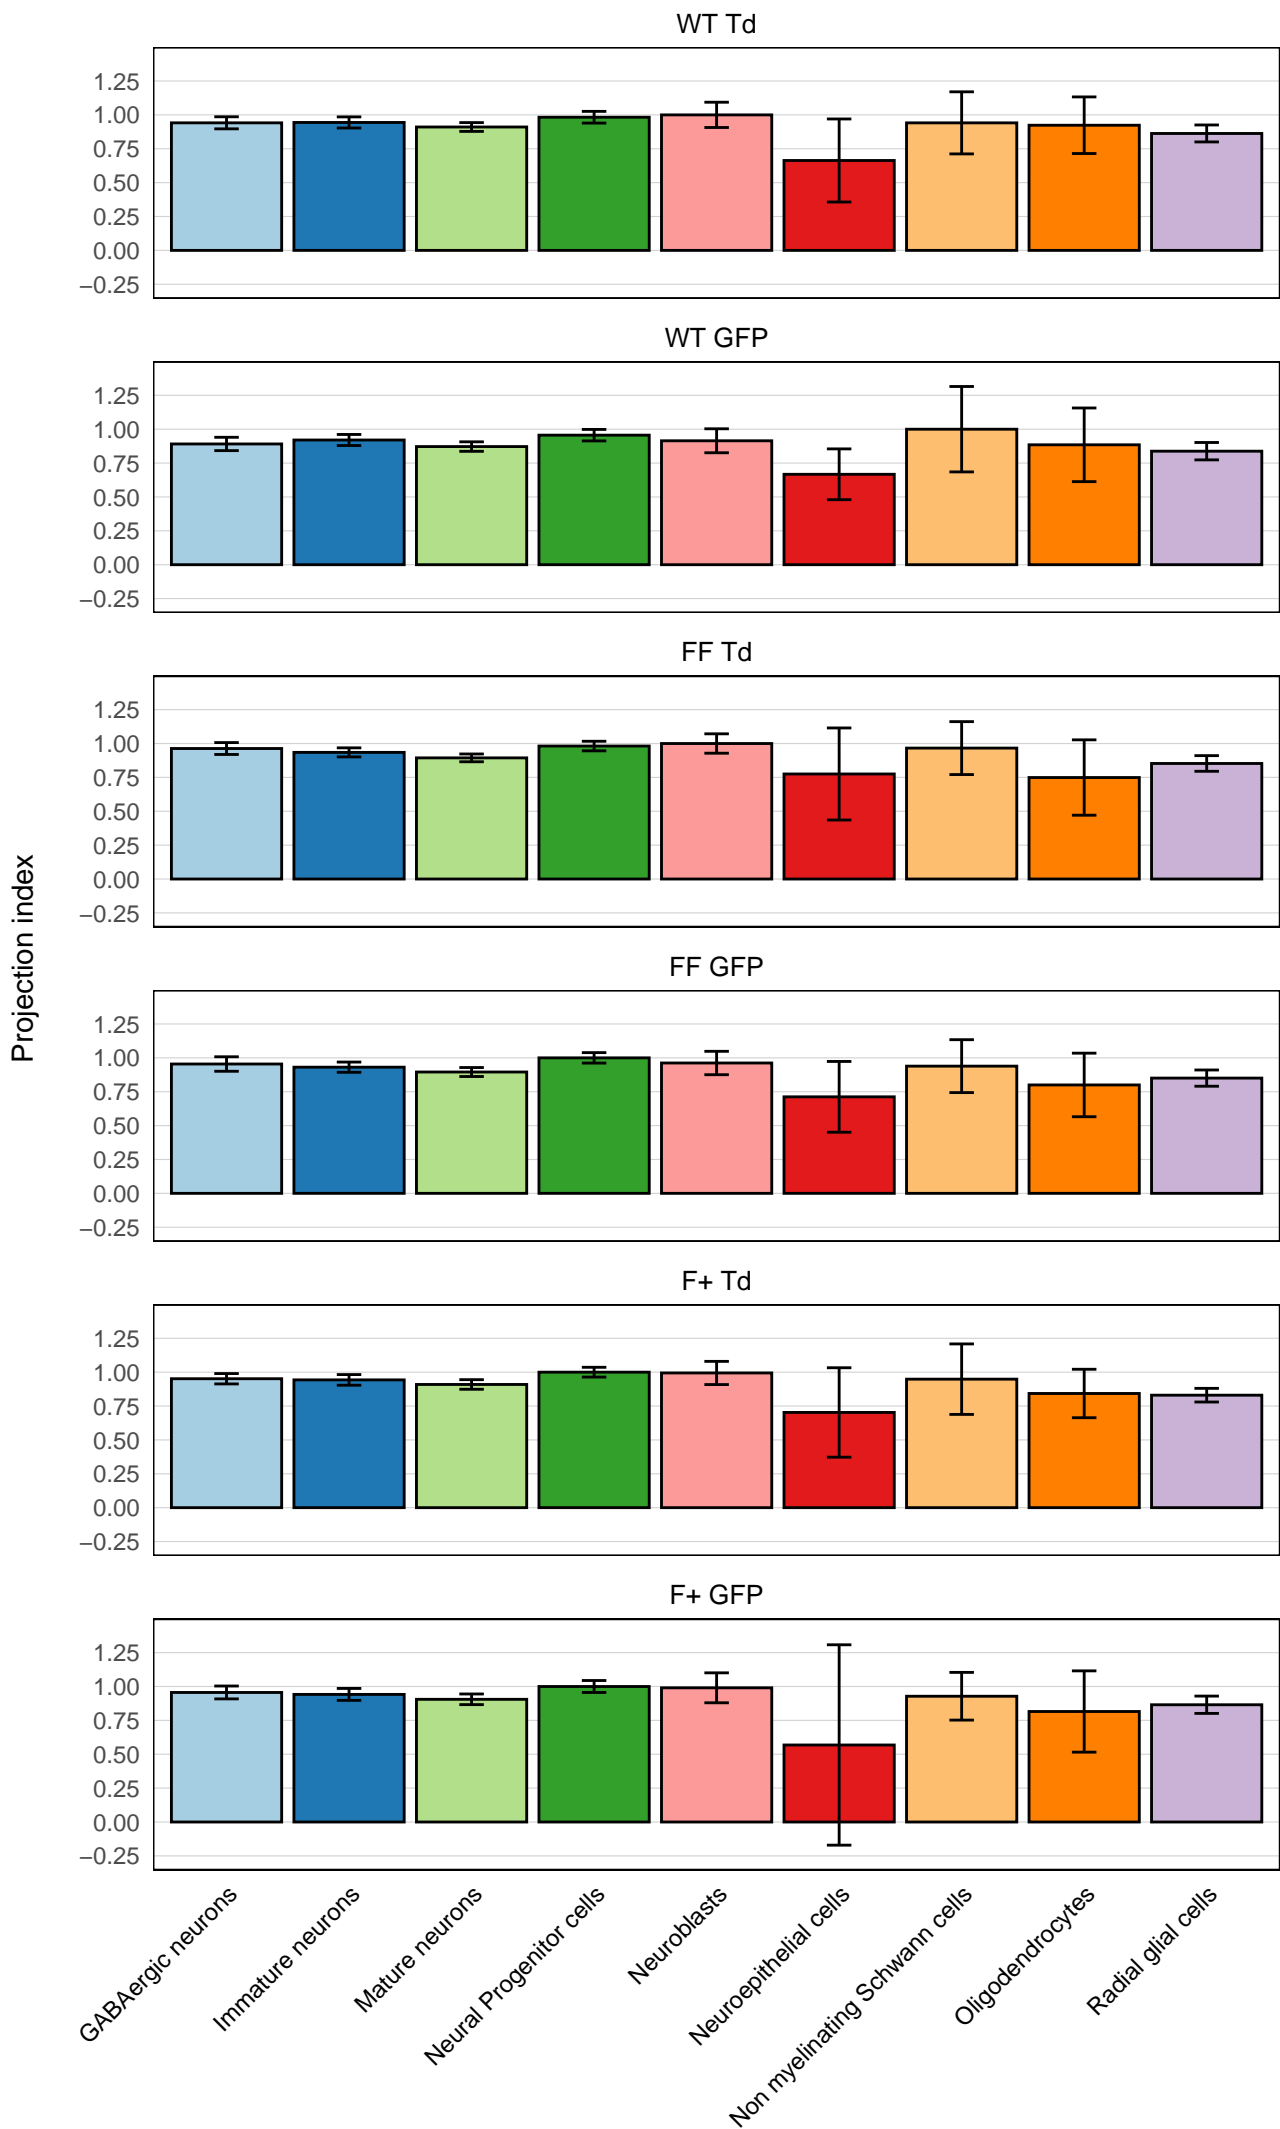 WT Td
1.25
1.00
0.75
0.50
0.25
0.00
−0.25
WT GFP
1.25
1.00
0.75
0.50
0.25
0.00
−0.25
FF Td
1.25
1.00
0.75
0.50
0.25
0.00
−0.25
FF GFP
1.25
1.00
0.75
0.50
0.25
0.00
−0.25
F+ Td
1.25
1.00
0.75
0.50
0.25
0.00
−0.25
F+ GFP
1.25
1.00
0.75
0.50
0.25
0.00
−0.25
Projection index
GABAergic neurons
Immature neurons
Mature neurons
Neural Progenitor cells
Neuroblasts
Neuroepithelial cells
Non myelinating Schwann cells
Oligodendrocytes
Radial glial cells